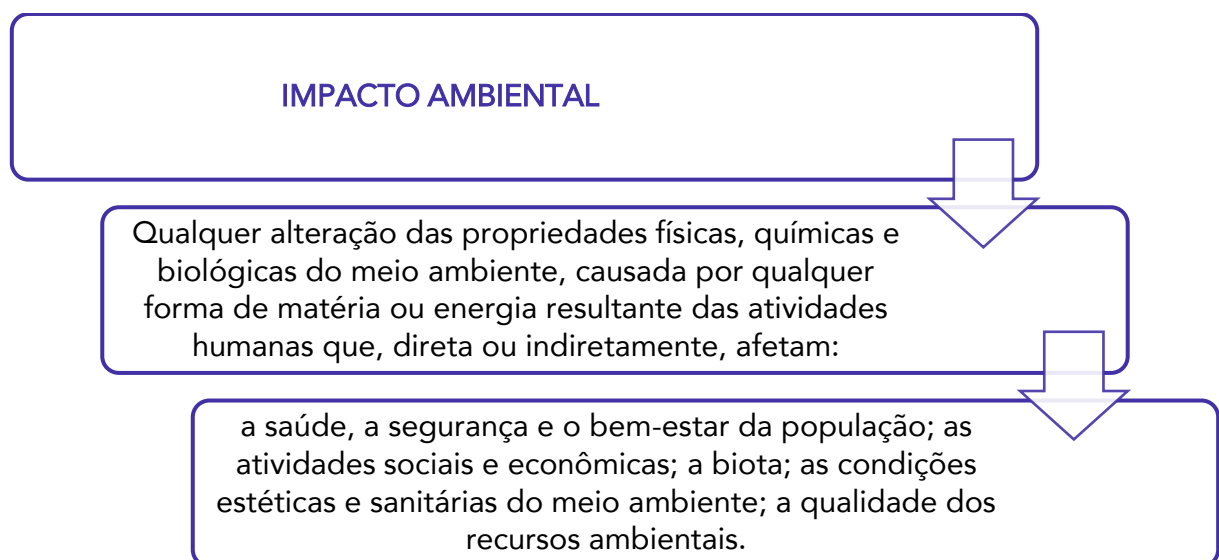 IMPACTO AMBIENTAL
Qualquer alteração das propriedades físicas, químicas e
biológicas do meio ambiente, causada por qualquer
forma de matéria ou energia resultante das atividades
humanas que, direta ou indiretamente, afetam:
a saúde, a segurança e o bem-estar da população; as
atividades sociais e econômicas; a biota; as condições
estéticas e sanitárias do meio ambiente; a qualidade dos
recursos ambientais.